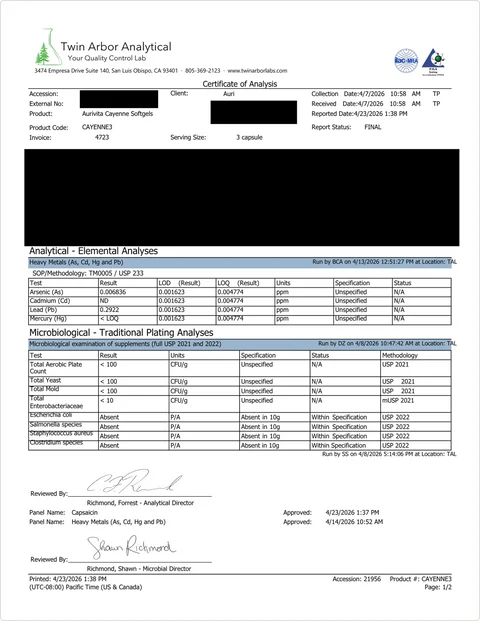 Twin Arbor Analytical
Your Quality Control Lab
3474 Empresa Drive Suite 140, San Luis Obispo, CA 93401 · 805-369-2123 · www.twinarborlabs.com
Certificate of Analysis
Accession: Client: Auri Collection Date:4/7/2026 10:58 AM TP
External No: Received Date:4/7/2026 10:58 AM TP
Product: Aurivita Cayenne Softgels Reported Date:4/23/2026 1:38 PM
Product Code: CAYENNE3 Report Status: FINAL
Invoice: 4723 Serving Size: 3 capsule
Analytical - Elemental Analyses
Heavy Metals (As, Cd, Hg and Pb) Run by BCA on 4/13/2026 12:51:27 PM at Location: TAL
SOP/Methodology: TM0005 / USP 233
Test Result LOD (Result) LOQ (Result) Units Specification Status
Arsenic (As) 0.006836 0.001623 0.004774 ppm Unspecified N/A
Cadmium (Cd) ND 0.001623 0.004774 ppm Unspecified N/A
Lead (Pb) 0.2922 0.001623 0.004774 ppm Unspecified N/A
Mercury (Hg) < LOQ 0.001623 0.004774 ppm Unspecified N/A
Microbiological - Traditional Plating Analyses
Microbiological examination of supplements (full USP 2021 and 2022) Run by DZ on 4/8/2026 10:47:42 AM at Location: TAL
Test Result Units Specification Status Methodology
Total Aerobic Plate Count < 100 CFU/g Unspecified N/A USP 2021
Total Yeast < 100 CFU/g Unspecified N/A USP 2021
Total Mold < 100 CFU/g Unspecified N/A USP 2021
Total Enterobacteriaceae < 10 CFU/g Unspecified N/A mUSP 2021
Escherichia coli Absent P/A Absent in 10g Within Specification USP 2022
Salmonella species Absent P/A Absent in 10g Within Specification USP 2022
Staphylococcus aureus Absent P/A Absent in 10g Within Specification USP 2022
Clostridium species Absent P/A Absent in 10g Within Specification USP 2022
Run by SS on 4/8/2026 5:14:06 PM at Location: TAL
Reviewed By:
Richmond, Forrest - Analytical Director
Panel Name: Capsaicin Approved: 4/23/2026 1:37 PM
Panel Name: Heavy Metals (As, Cd, Hg and Pb) Approved: 4/14/2026 10:52 AM
Shawn Richmond
Reviewed By:
Richmond, Shawn - Microbial Director
Printed: 4/23/2026 1:38 PM Accession: 21956 Product #: CAYENNE3
(UTC-08:00) Pacific Time (US & Canada) Page: 1/2